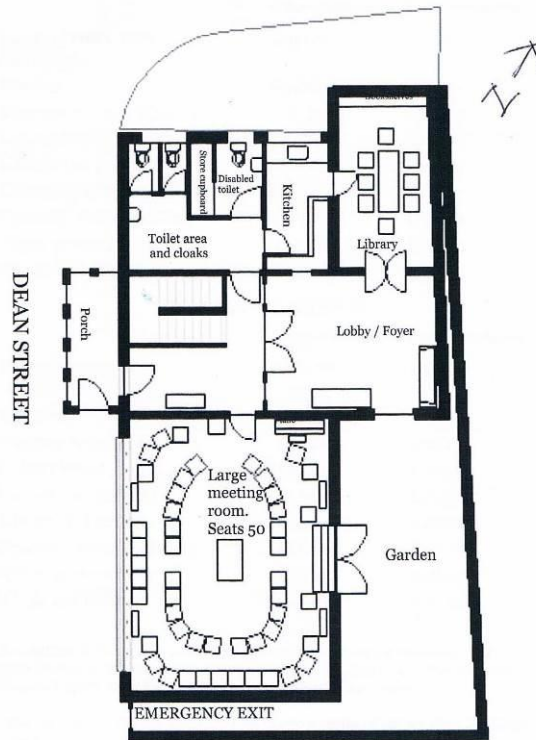 Bookshelves
Store cupboard
Disabled
toilet
Kitchen
Toilet area
and cloaks
Library
DEAN STREET
Porch
Lobby / Foyer
Large
meeting
room.
Seats 50
Garden
EMERGENCY EXIT